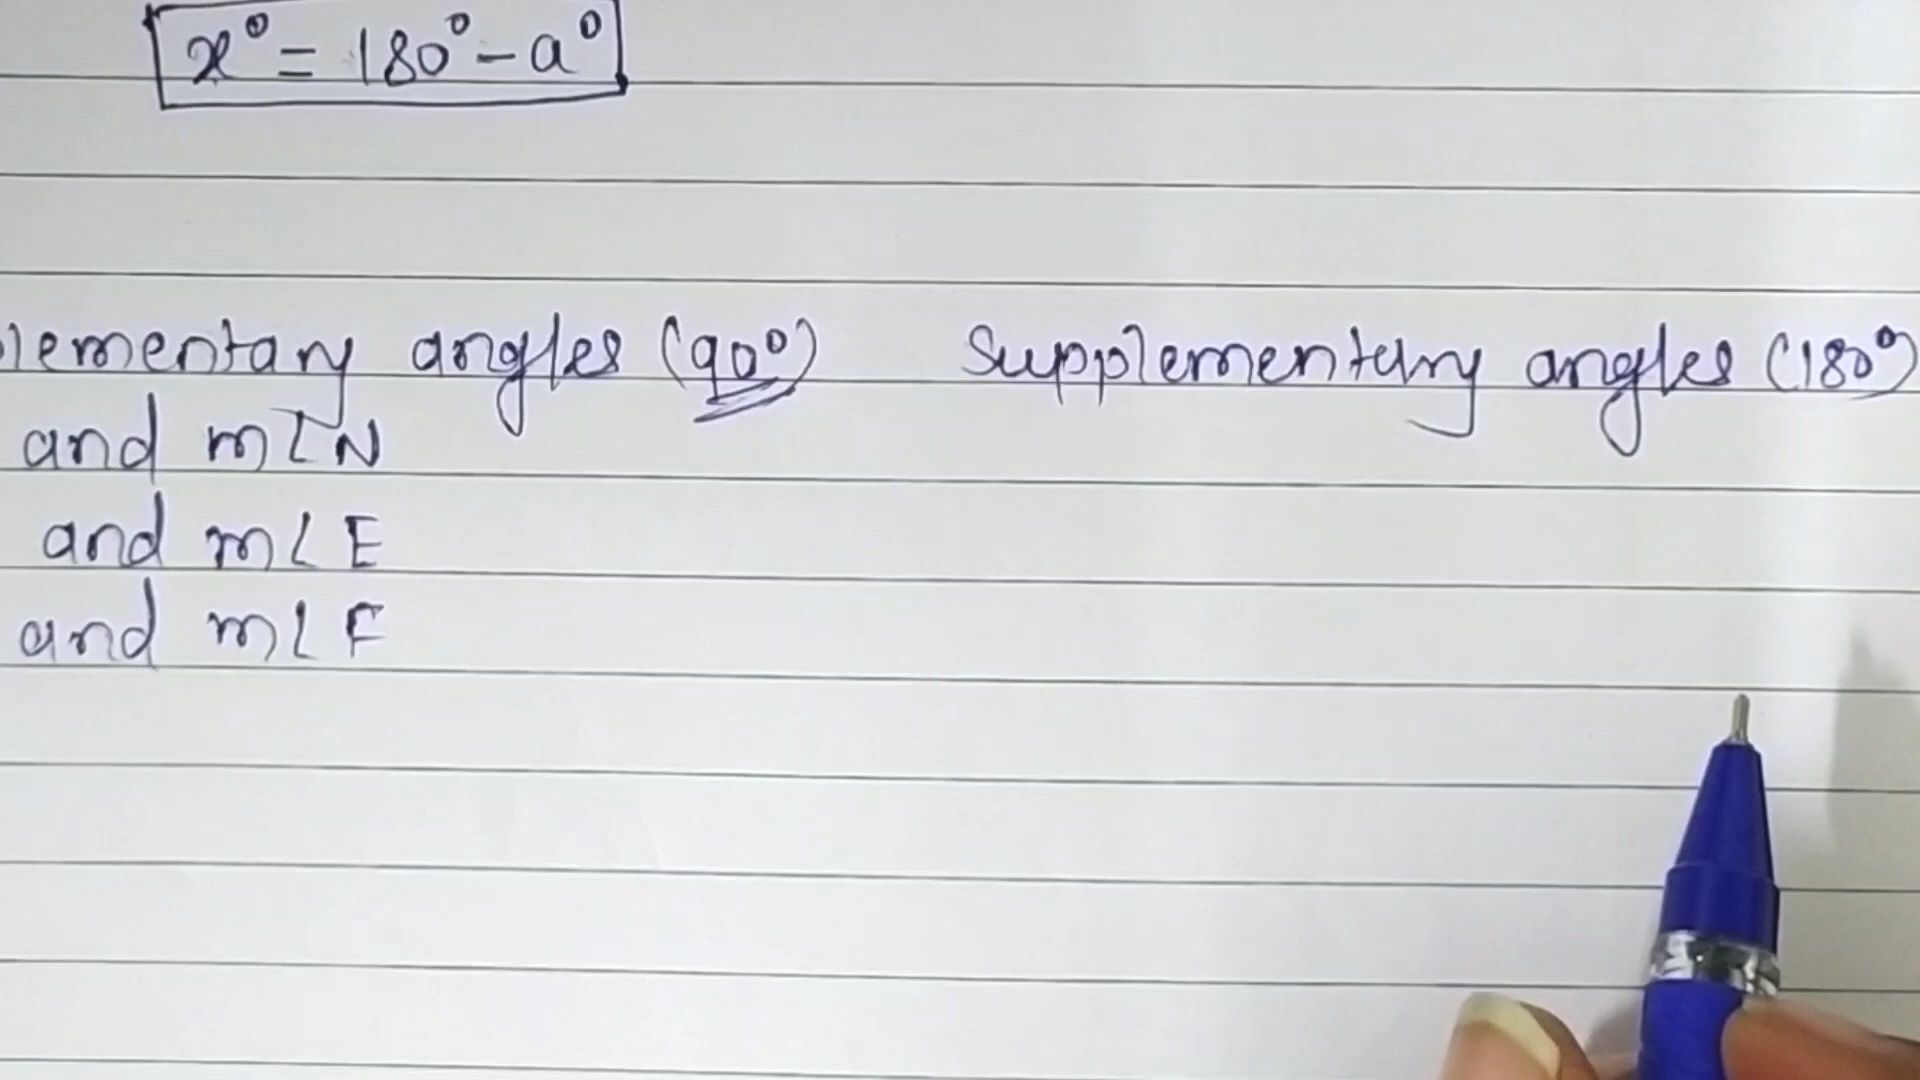 x° = 180° - a°
lementary angles (90°) Supplementary angles (180°)
and m∠N
and m∠E
and m∠F